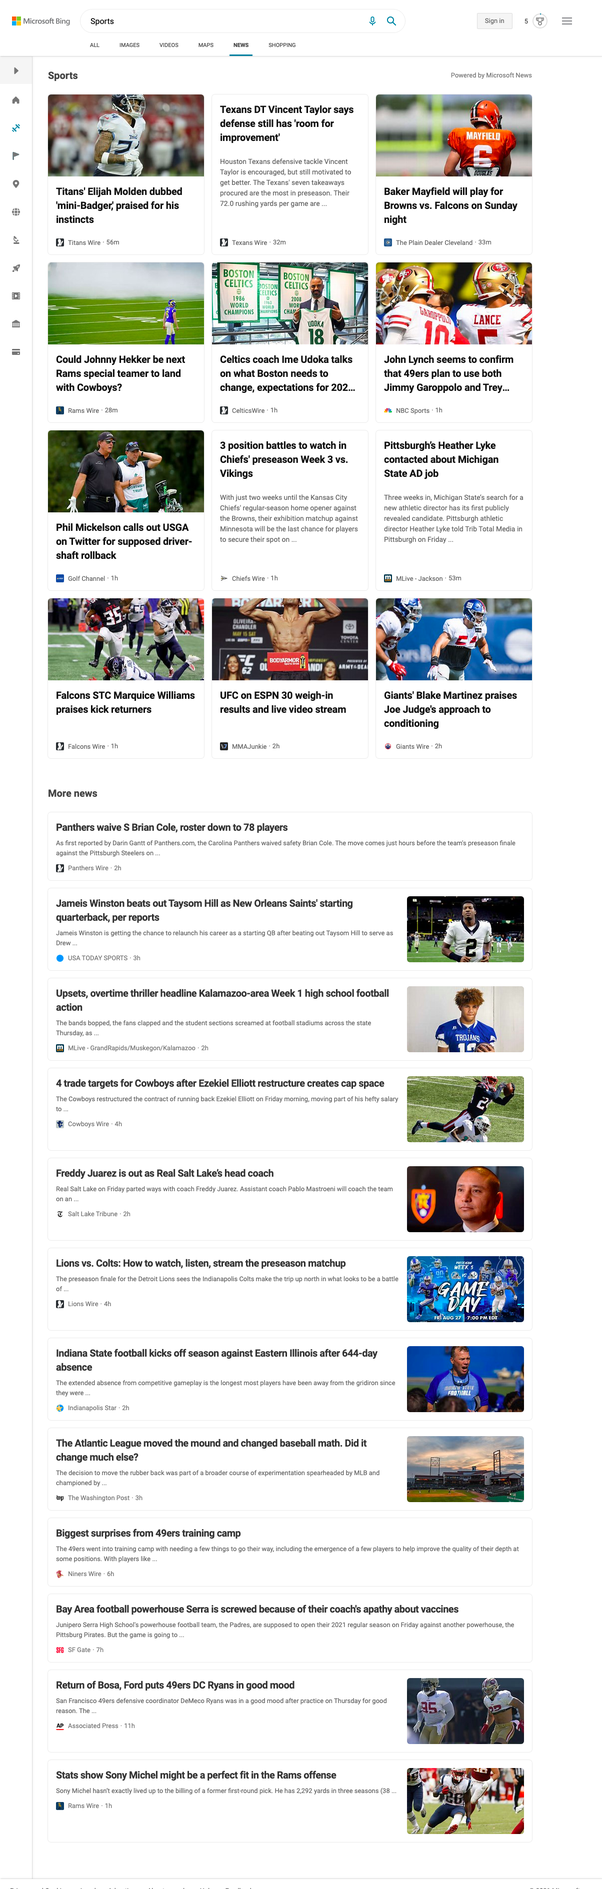 Microsoft Bing
Sports
Sign in
5
ALL
IMAGES
VIDEOS
MAPS
NEWS
SHOPPING
Sports
Powered by Microsoft News
Titans' Elijah Molden dubbed
'mini-Badger,' praised for his
instincts
Titans Wire · 56m
Texans DT Vincent Taylor says
defense still has 'room for
improvement'
Houston Texans defensive tackle Vincent
Taylor is encouraged, but still motivated to
get better. The Texans' seven takeaways
procured are the most in preseason. Their
72.0 rushing yards per game are ...
Texans Wire · 32m
MAYFIELD
6
Baker Mayfield will play for
Browns vs. Falcons on Sunday
night
The Plain Dealer Cleveland · 33m
Could Johnny Hekker be next
Rams special teamer to land
with Cowboys?
Rams Wire · 28m
BOSTON
CELTICS
1986
WORLD
CHAMPIONS
BOSTON
CELTICS
2008
WORLD
CHAMPIONS
UDOKA
18
Celtics coach Ime Udoka talks
on what Boston needs to
change, expectations for 202...
CelticsWire · 1h
GAROPPOLO
10
LANCE
5
John Lynch seems to confirm
that 49ers plan to use both
Jimmy Garoppolo and Trey...
NBC Sports · 1h
Phil Mickelson calls out USGA
on Twitter for supposed driver-
shaft rollback
Golf Channel · 1h
3 position battles to watch in
Chiefs' preseason Week 3 vs.
Vikings
With just two weeks until the Kansas City
Chiefs' regular-season home opener against
the Browns, their exhibition matchup against
Minnesota will be the last chance for players
to secure their spot on ...
Chiefs Wire · 1h
Pittsburgh's Heather Lyke
contacted about Michigan
State AD job
Three weeks in, Michigan State's search for a
new athletic director has its first publicly
revealed candidate. Pittsburgh athletic
director Heather Lyke told Trib Total Media in
Pittsburgh on Friday ...
MLive - Jackson · 53m
35
Falcons STC Marquice Williams
praises kick returners
Falcons Wire · 1h
OLIVEIRA
CHANDLER
MAY 15 SAT
TOYOTA
CENTER
BODYARMOR
UFC 62
UFC on ESPN 30 weigh-in
results and live video stream
MMAJunkie · 2h
Giants' Blake Martinez praises
Joe Judge's approach to
conditioning
Giants Wire · 2h
More news
Panthers waive S Brian Cole, roster down to 78 players
As first reported by Darin Gantt of Panthers.com, the Carolina Panthers waived safety Brian Cole. The move comes just hours before the team's preseason finale
against the Pittsburgh Steelers on ...
Panthers Wire · 2h
Jameis Winston beats out Taysom Hill as New Orleans Saints' starting
quarterback, per reports
Jameis Winston is getting the chance to relaunch his career as a starting QB after beating out Taysom Hill to serve as
Drew ...
USA TODAY SPORTS · 3h
2
Upsets, overtime thriller headline Kalamazoo-area Week 1 high school football
action
The bands bopped, the fans clapped and the student sections screamed at football stadiums across the state
Thursday, as ...
MLive - GrandRapids/Muskegon/Kalamazoo · 2h
TROJANS
4 trade targets for Cowboys after Ezekiel Elliott restructure creates cap space
The Cowboys restructured the contract of running back Ezekiel Elliott on Friday morning, moving part of his hefty salary
to ...
Cowboys Wire · 4h
Freddy Juarez is out as Real Salt Lake's head coach
Real Salt Lake on Friday parted ways with coach Freddy Juarez. Assistant coach Pablo Mastroeni will coach the team
on an ...
Salt Lake Tribune · 2h
Lions vs. Colts: How to watch, listen, stream the preseason matchup
The preseason finale for the Detroit Lions sees the Indianapolis Colts make the trip up north in what looks to be a battle
of ...
Lions Wire · 4h
GAME
DAY
FRI AUG 27
7:00 PM EDT
Indiana State football kicks off season against Eastern Illinois after 644-day
absence
The extended absence from competitive gameplay is the longest most players have been away from the gridiron since
they were ...
Indianapolis Star · 2h
FOOTBALL
The Atlantic League moved the mound and changed baseball math. Did it
change much else?
The decision to move the rubber back was part of a broader course of experimentation spearheaded by MLB and
championed by ...
The Washington Post · 3h
Biggest surprises from 49ers training camp
The 49ers went into training camp with needing a few things to go their way, including the emergence of a few players to help improve the quality of their depth at
some positions. With players like ...
Niners Wire · 6h
Bay Area football powerhouse Serra is screwed because of their coach's apathy about vaccines
Junipero Serra High School's powerhouse football team, the Padres, are supposed to open their 2021 regular season on Friday against another powerhouse, the
Pittsburg Pirates. But the game is going to ...
SF Gate · 7h
Return of Bosa, Ford puts 49ers DC Ryans in good mood
San Francisco 49ers defensive coordinator DeMeco Ryans was in a good mood after practice on Thursday for good
reason. The ...
AP
Associated Press · 11h
95
Stats show Sony Michel might be a perfect fit in the Rams offense
Sony Michel hasn't exactly lived up to the billing of a former first-round pick. He has 2,292 yards in three seasons (38 ...
Rams Wire · 1h
26